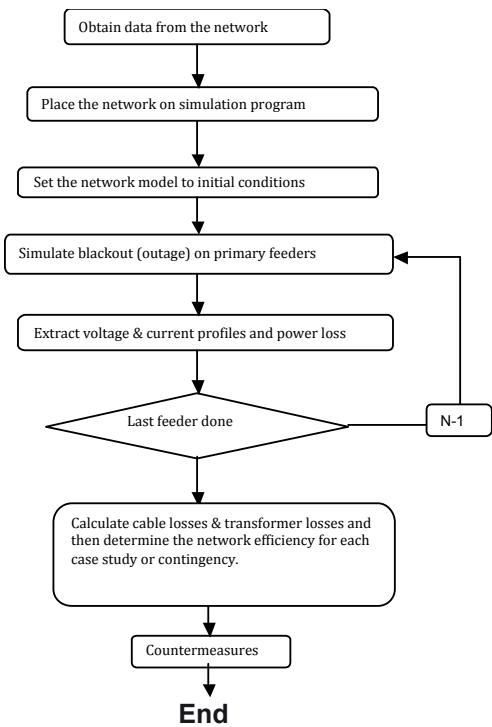 Obtain data from the network
Place the network on simulation program
Set the network model to initial conditions
Simulate blackout (outage) on primary feeders
Extract voltage & current profiles and power loss
Last feeder done
N-1
Calculate cable losses & transformer losses and
then determine the network efficiency for each
case study or contingency.
Countermeasures
End